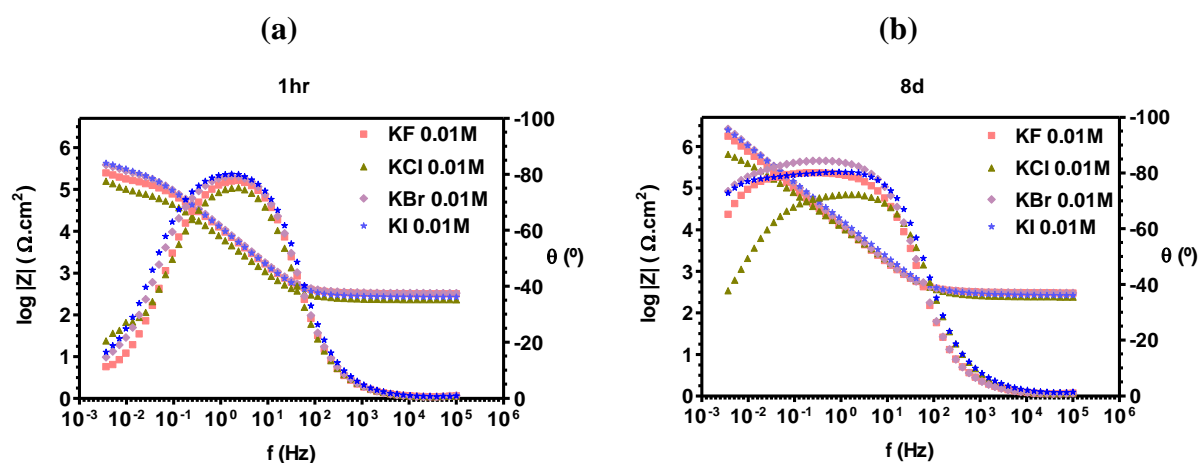 (a)
1hr
log |Z| ( Ω.cm²)
6
5
4
3
2
1
0
-100
-80
-60
-40
-20
0
θ (º)
KF 0.01M
KCl 0.01M
KBr 0.01M
KI 0.01M
10⁻³ 10⁻² 10⁻¹ 10⁰ 10¹ 10² 10³ 10⁴ 10⁵ 10⁶
f (Hz)
(b)
8d
log |Z| ( Ω.cm²)
6
5
4
3
2
1
0
-100
-80
-60
-40
-20
0
θ (º)
KF 0.01M
KCl 0.01M
KBr 0.01M
KI 0.01M
10⁻³ 10⁻² 10⁻¹ 10⁰ 10¹ 10² 10³ 10⁴ 10⁵ 10⁶
f (Hz)